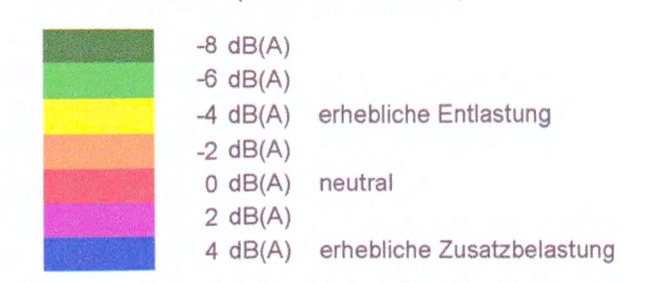 -8 dB(A)
-6 dB(A)
-4 dB(A) erhebliche Entlastung
-2 dB(A)
0 dB(A) neutral
2 dB(A)
4 dB(A) erhebliche Zusatzbelastung